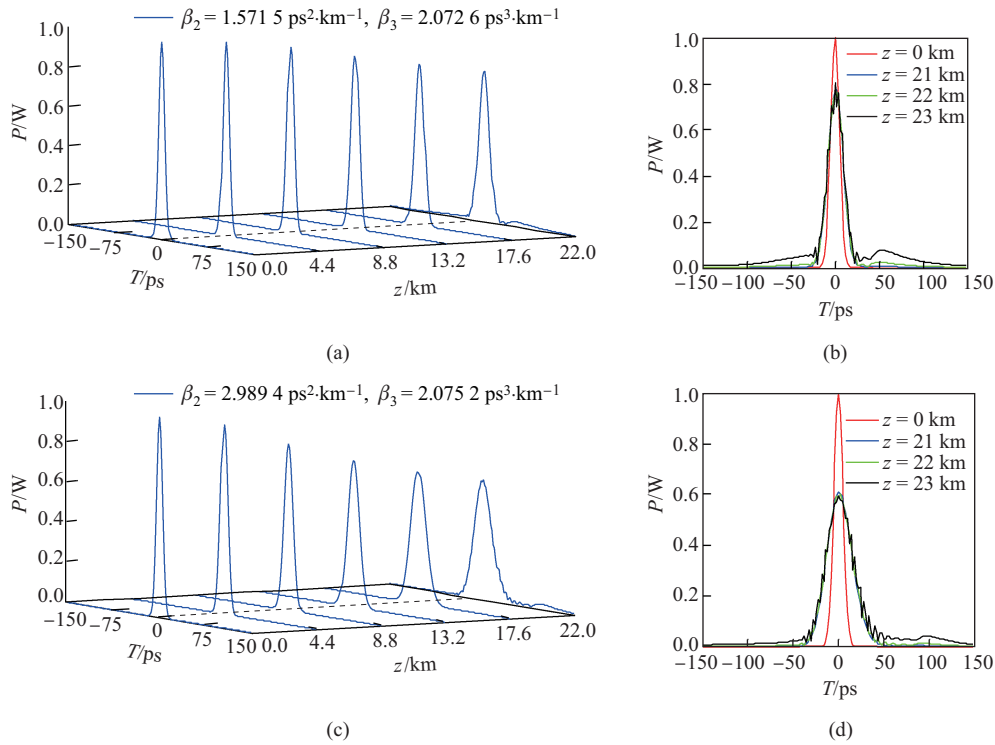 β₂ = 1.571 5 ps²·km⁻¹, β₃ = 2.072 6 ps³·km⁻¹
1.0
0.8
0.6
0.4
0.2
0.0
P/W
−150
−75
0
75
150
T/ps
0.0
4.4
8.8
13.2
17.6
22.0
z/km
(a)
1.0
0.8
0.6
0.4
0.2
0.0
P/W
z = 0 km
z = 21 km
z = 22 km
z = 23 km
−150 −100 −50 0 50 100 150
T/ps
(b)
β₂ = 2.989 4 ps²·km⁻¹, β₃ = 2.075 2 ps³·km⁻¹
1.0
0.8
0.6
0.4
0.2
0.0
P/W
−150
−75
0
75
150
T/ps
0.0
4.4
8.8
13.2
17.6
22.0
z/km
(c)
1.0
0.8
0.6
0.4
0.2
0.0
P/W
z = 0 km
z = 21 km
z = 22 km
z = 23 km
−150 −100 −50 0 50 100 150
T/ps
(d)